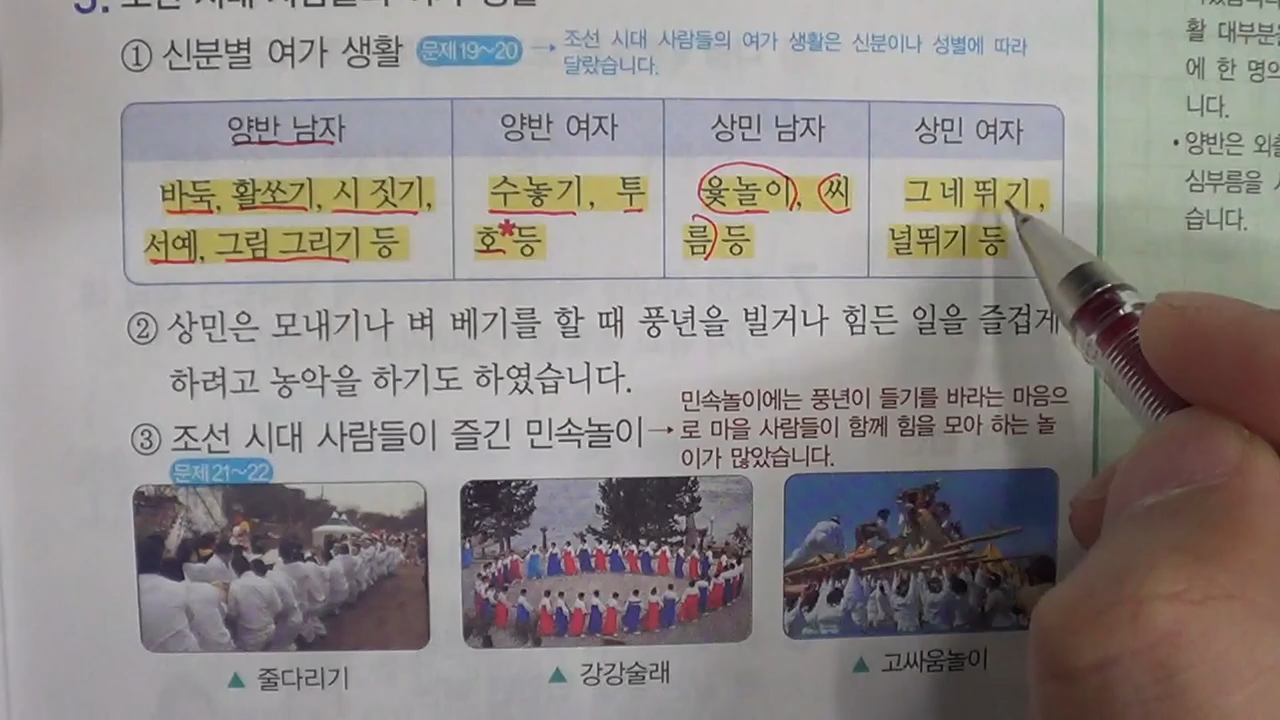 ① 신분별 여가 생활 문제 19~20 → 조선 시대 사람들의 여가 생활은 신분이나 성별에 따라
달랐습니다.
양반 남자 양반 여자 상민 남자 상민 여자
바둑, 활쏘기, 시 짓기, 수놓기, 투 윷놀이, 씨 그네뛰기,
서예, 그림 그리기 등 호*등 름 등 널뛰기 등
② 상민은 모내기나 벼 베기를 할 때 풍년을 빌거나 힘든 일을 즐겁게
하려고 농악을 하기도 하였습니다.
③ 조선 시대 사람들이 즐긴 민속놀이→ 민속놀이에는 풍년이 들기를 바라는 마음으
로 마을 사람들이 함께 힘을 모아 하는 놀
이가 많았습니다.
문제 21~22
▲ 줄다리기 ▲ 강강술래 ▲ 고싸움놀이
활 대부분
에 한 명의
니다.
• 양반은 외출
심부름을
습니다.